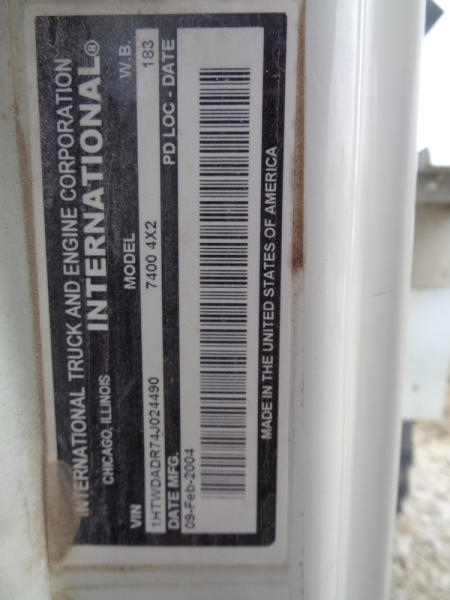 INTERNATIONAL TRUCK AND ENGINE CORPORATION
CHICAGO, ILLINOIS INTERNATIONAL®
VIN MODEL W.B.
1HTWDADR74J024490 7400 4X2 183
DATE MFG. PD LOC - DATE
09-Feb-2004
MADE IN THE UNITED STATES OF AMERICA